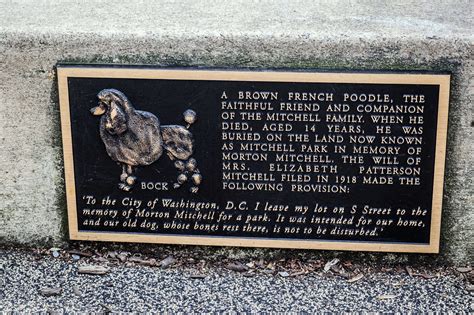 A BROWN FRENCH POODLE, THE
FAITHFUL FRIEND AND COMPANION
OF THE MITCHELL FAMILY. WHEN HE
DIED, AGED 14 YEARS, HE WAS
BURIED ON THE LAND NOW KNOWN
AS MITCHELL PARK IN MEMORY OF
MORTON MITCHELL. THE WILL OF
MRS. ELIZABETH PATTERSON
MITCHELL FILED IN 1918 MADE THE
FOLLOWING PROVISION:
BOCK
'To the City of Washington, D.C. I leave my lot on S Street to the
memory of Morton Mitchell for a park. It was intended for our home,
and our old dog, whose bones rest there, is not to be disturbed.'